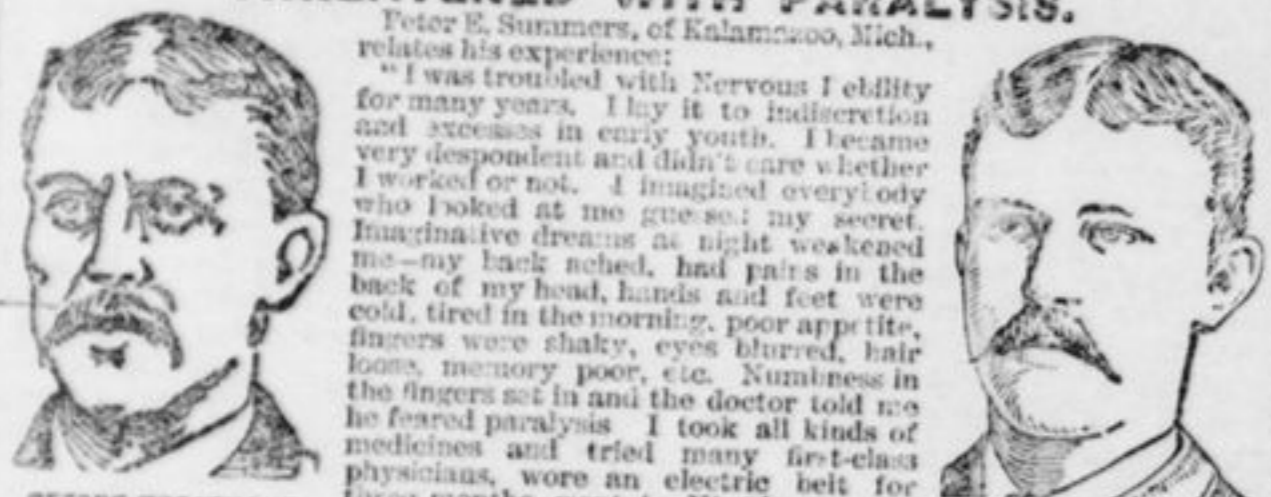 WITH PARALYSIS.
Peter E. Summers, of Kalamazoo, Mich.,
relates his experience:
"I was troubled with Nervous Debility
for many years. I lay it to indiscretion
and excesses in early youth. I became
very despondent and didn't care whether
I worked or not. I imagined everybody
who looked at me guessed my secret.
Imaginative dreams at night weakened
me—my back ached, had pains in the
back of my head, hands and feet were
cold, tired in the morning, poor appetite,
fingers were shaky, eyes blurred, hair
loose, memory poor, etc. Numbness in
the fingers set in and the doctor told me
he feared paralysis I took all kinds of
medicines and tried many first-class
physicians, wore an electric belt for
three months